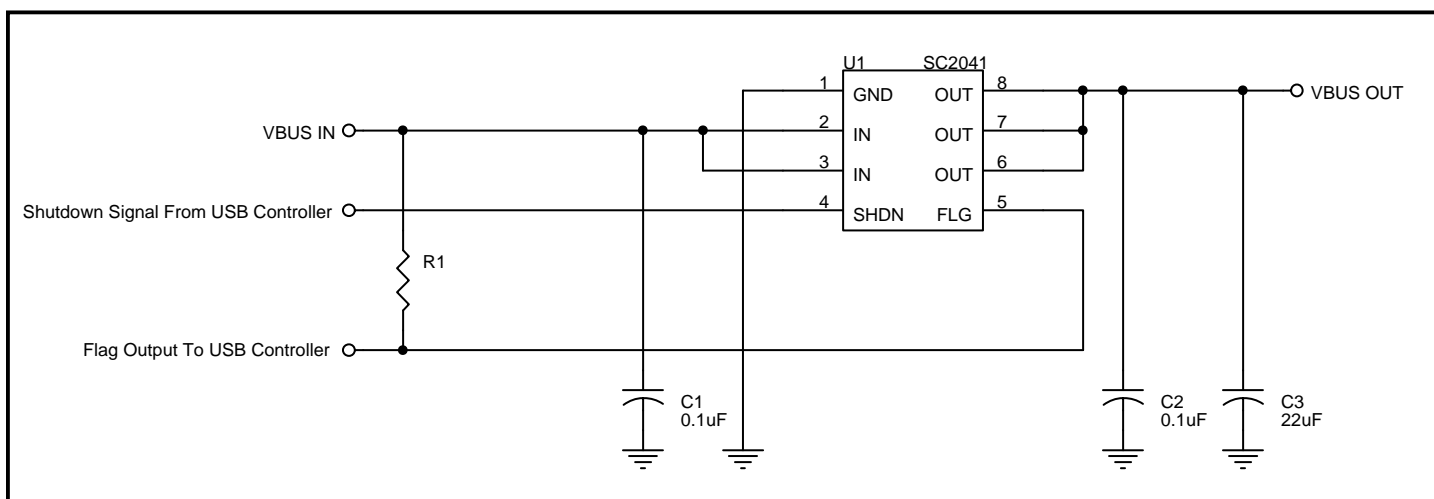 U1 SC2041
1 GND OUT 8 VBUS OUT
VBUS IN 2 IN OUT 7
3 IN OUT 6
Shutdown Signal From USB Controller 4 SHDN FLG 5
R1
Flag Output To USB Controller
C1 C2 C3
0.1uF 0.1uF 22uF